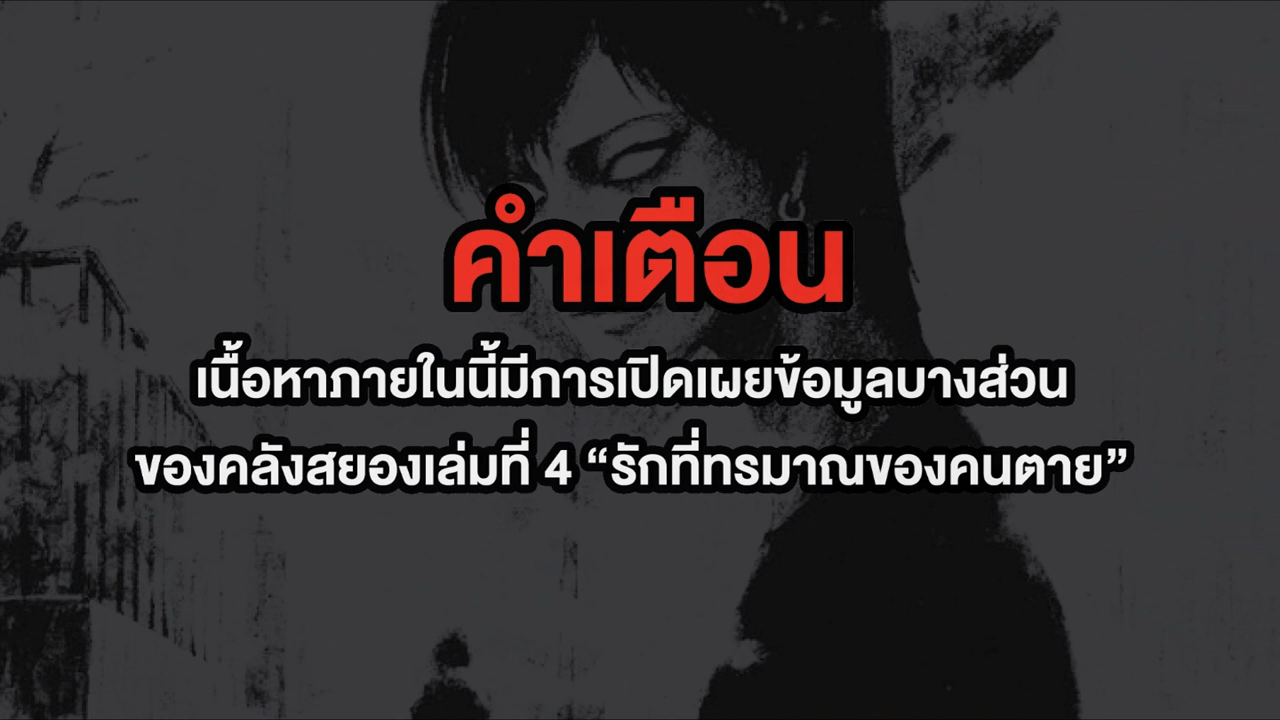 คำเตือน
เนื้อหาภายในนี้มีการเปิดเผยข้อมูลบางส่วน
ของคลังสยองเล่มที่ 4 “รักที่ทรมาณของคนตาย”